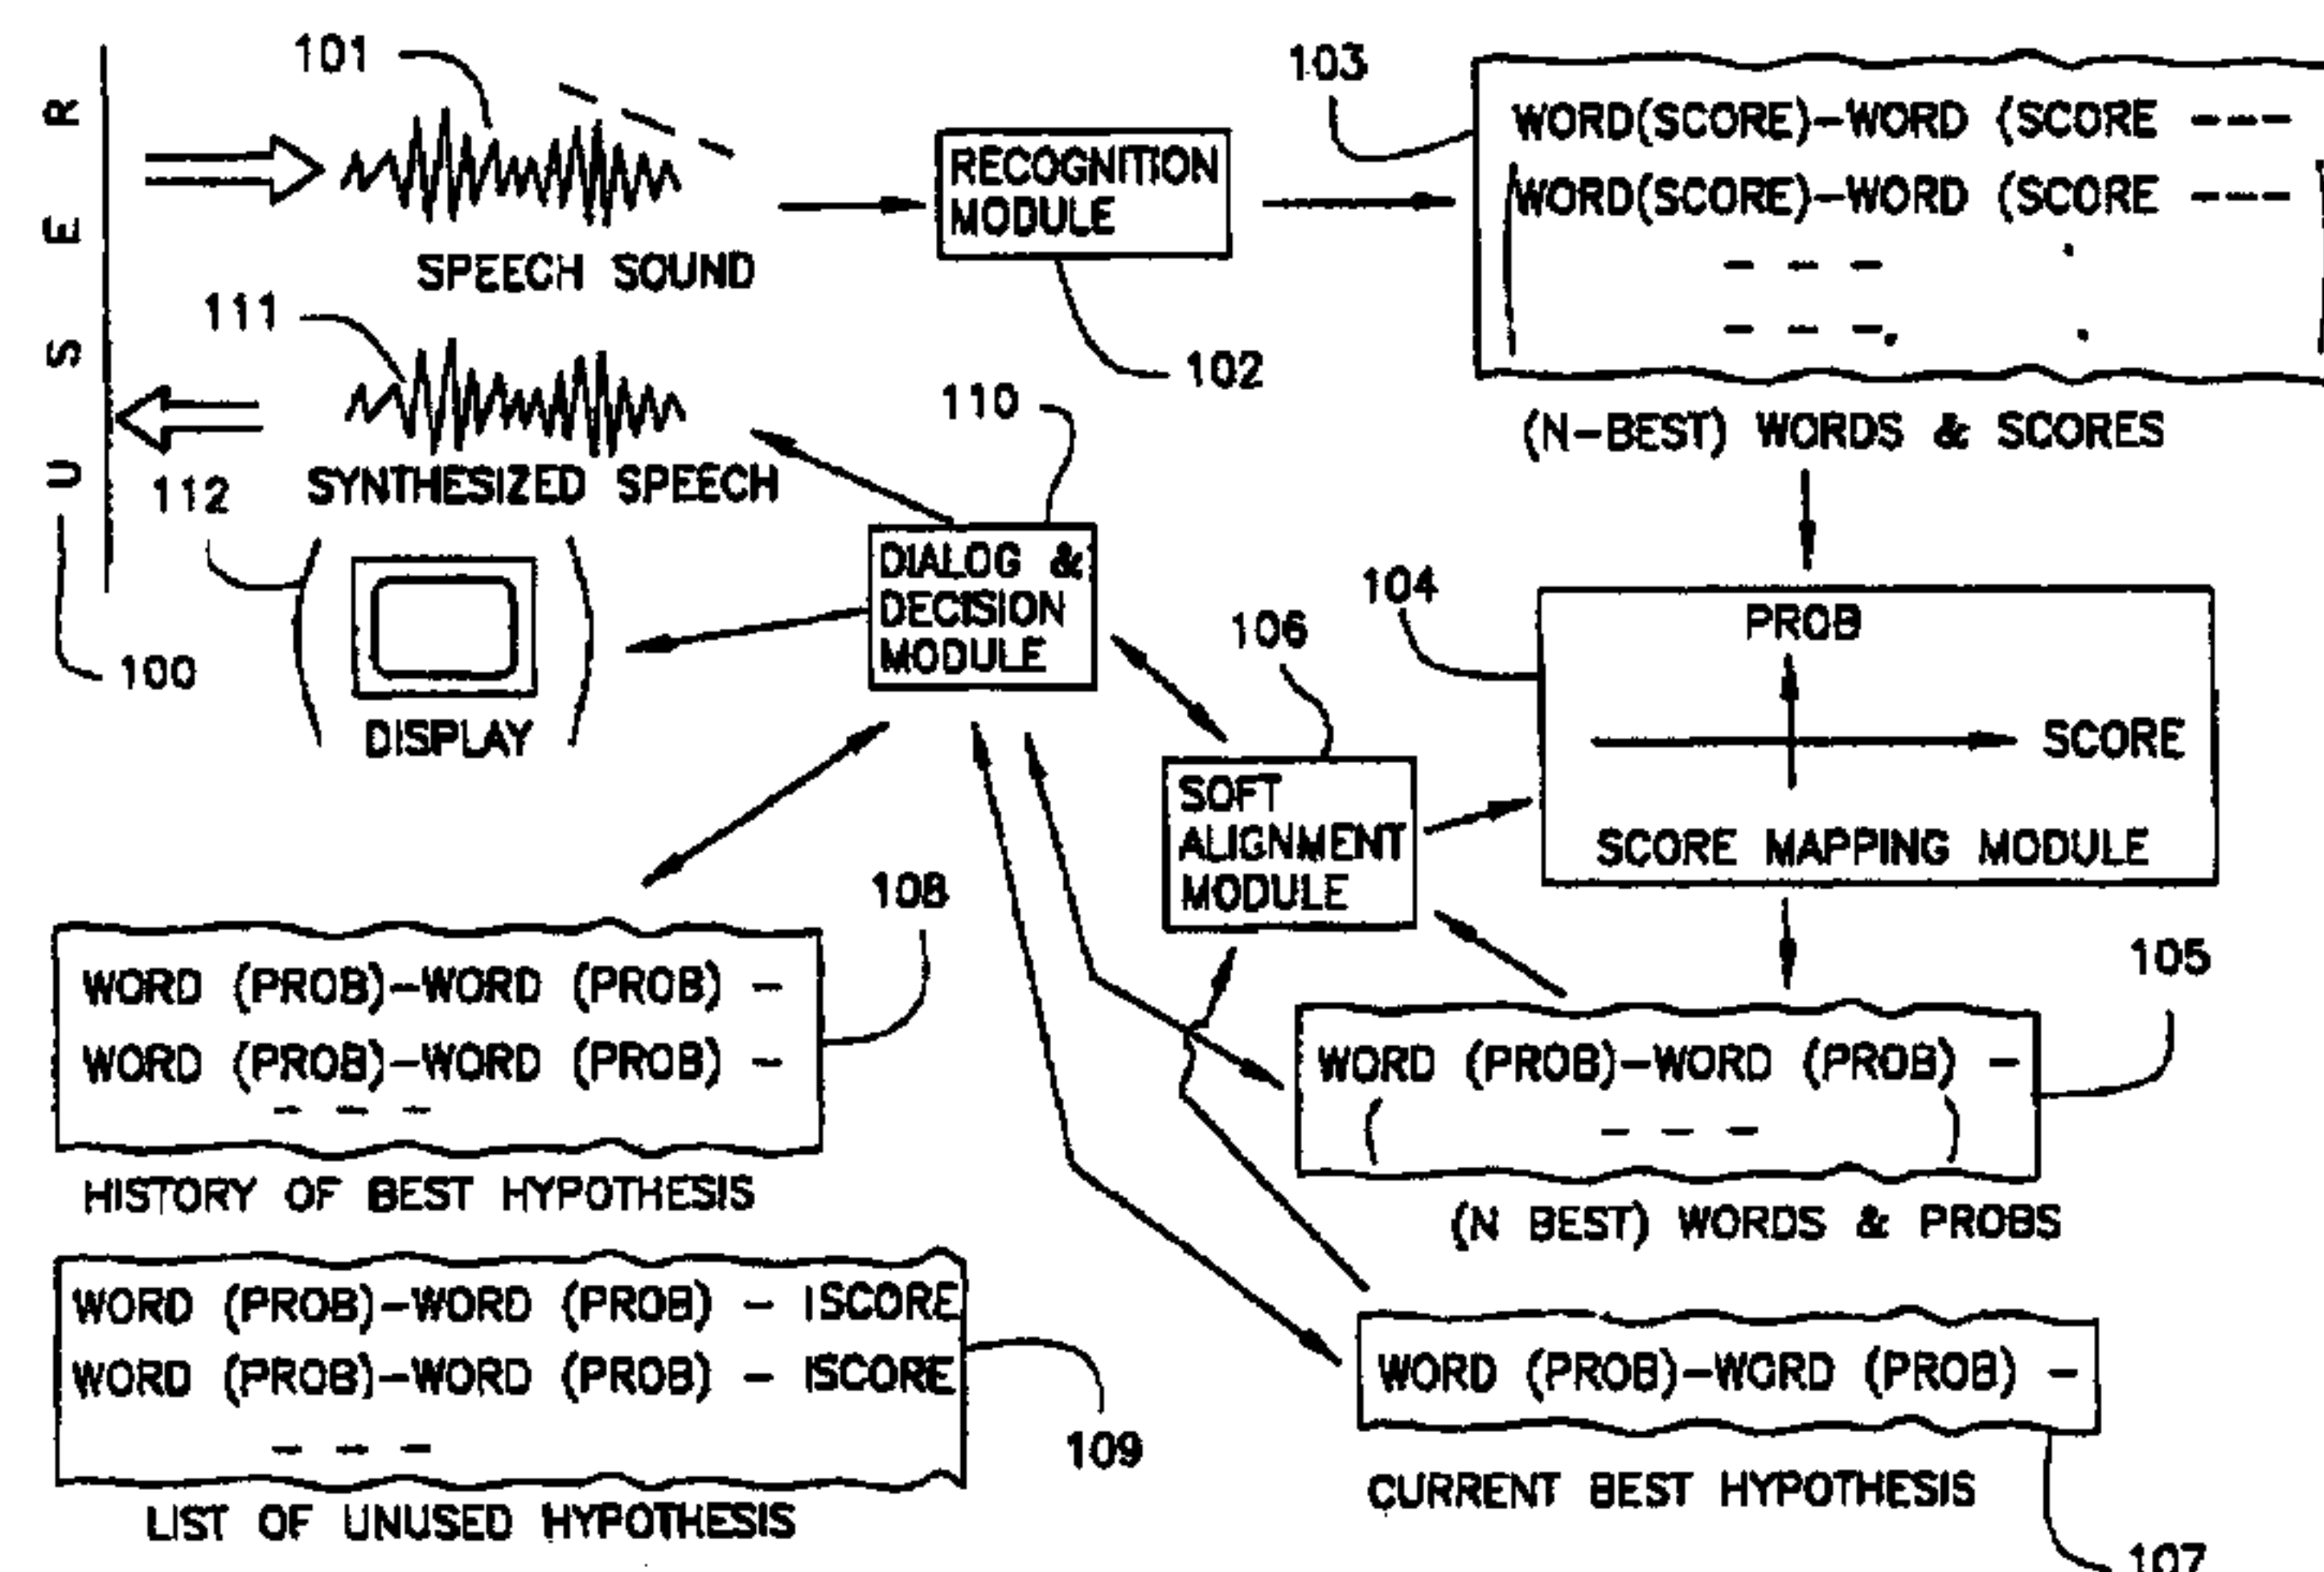 USER
100
101
SPEECH SOUND
RECOGNITION
MODULE
102
103
WORD(SCORE)-WORD (SCORE ---
WORD(SCORE)-WORD (SCORE ---
- - -
- - -
(N-BEST) WORDS & SCORES
111
SYNTHESIZED SPEECH
112
DISPLAY
110
DIALOG &
DECISION
MODULE
104
PROB
SCORE
SCORE MAPPING MODULE
106
SOFT
ALIGNMENT
MODULE
108
WORD (PROB)-WORD (PROB) -
WORD (PROB)-WORD (PROB) -
- - -
HISTORY OF BEST HYPOTHESIS
105
WORD (PROB)-WORD (PROB) -
- - -
(N BEST) WORDS & PROBS
WORD (PROB)-WORD (PROB) - ISCORE
WORD (PROB)-WORD (PROB) - ISCORE
- - -
109
LIST OF UNUSED HYPOTHESIS
WORD (PROB)-WORD (PROB) -
CURRENT BEST HYPOTHESIS
107